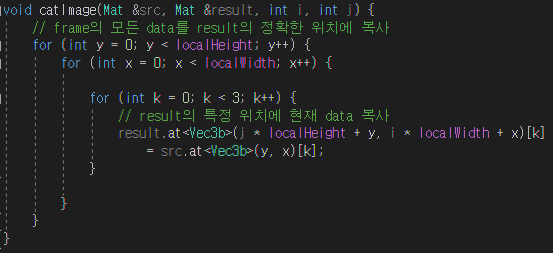 void catImage(Mat &src, Mat &result, int i, int j) {
// frame의 모든 data를 result의 정확한 위치에 복사
for (int y = 0; y < localHeight; y++) {
for (int x = 0; x < localWidth; x++) {
for (int k = 0; k < 3; k++) {
// result의 특정 위치에 현재 data 복사
result.at<Vec3b>(j * localHeight + y, i * localWidth + x)[k]
= src.at<Vec3b>(y, x)[k];
}
}
}
}